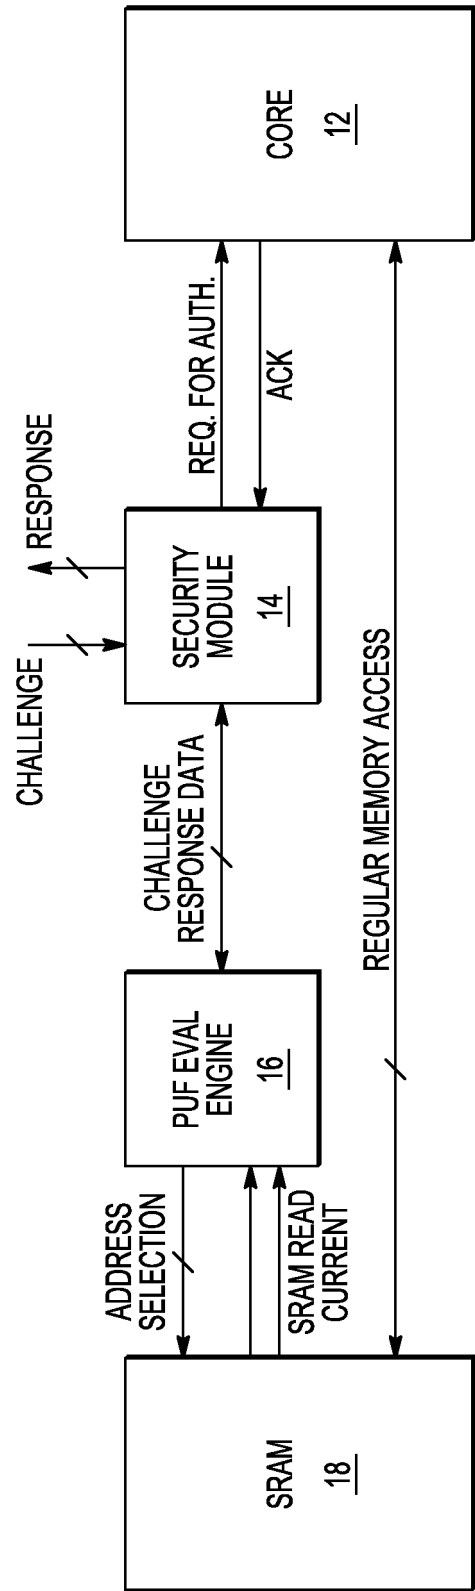 CHALLENGE
RESPONSE
SRAM
18
ADDRESS
SELECTION
SRAM READ
CURRENT
PUF EVAL
ENGINE
16
CHALLENGE
RESPONSE DATA
SECURITY
MODULE
14
REQ. FOR AUTH.
ACK
CORE
12
REGULAR MEMORY ACCESS